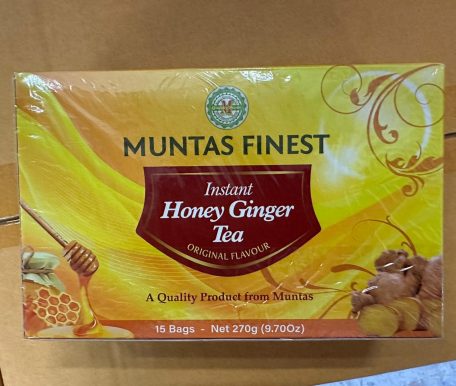 MUNTAS FINEST
Instant
Honey Ginger
Tea
ORIGINAL FLAVOUR
A Quality Product from Muntas
15 Bags - Net 270g (9.70Oz)